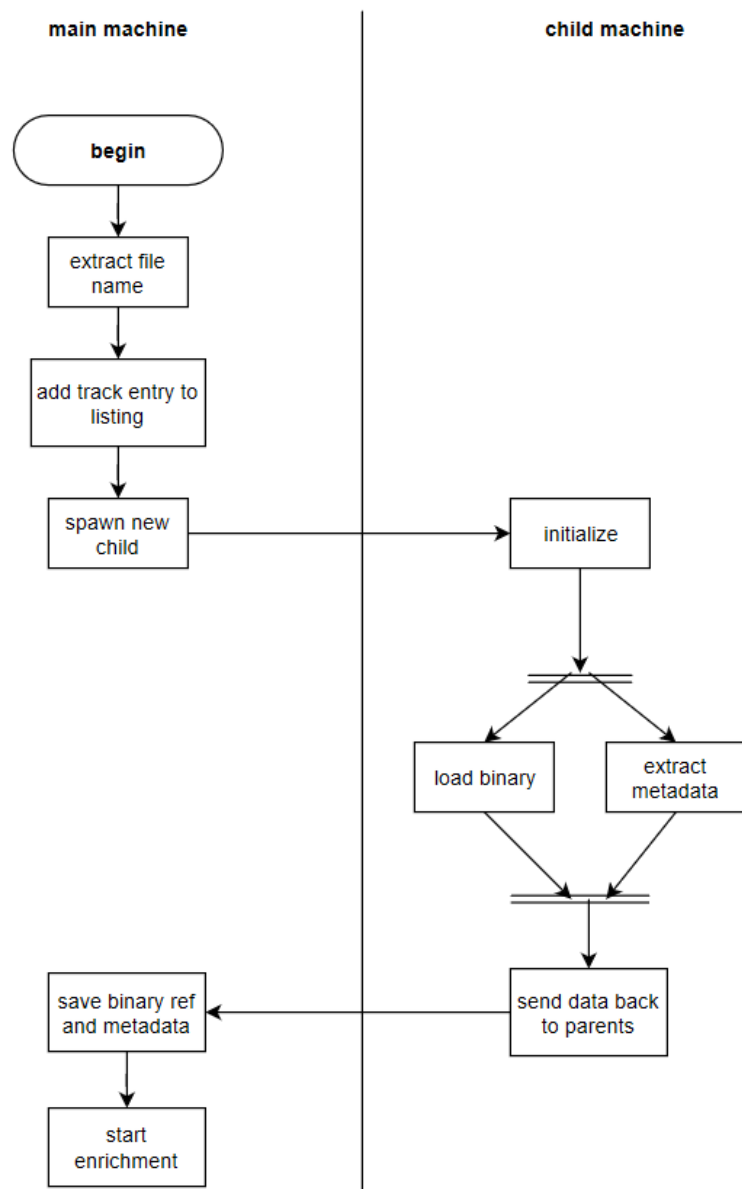 main machine
child machine
begin
extract file
name
add track entry to
listing
spawn new
child
initialize
load binary
extract
metadata
save binary ref
and metadata
send data back
to parents
start
enrichment